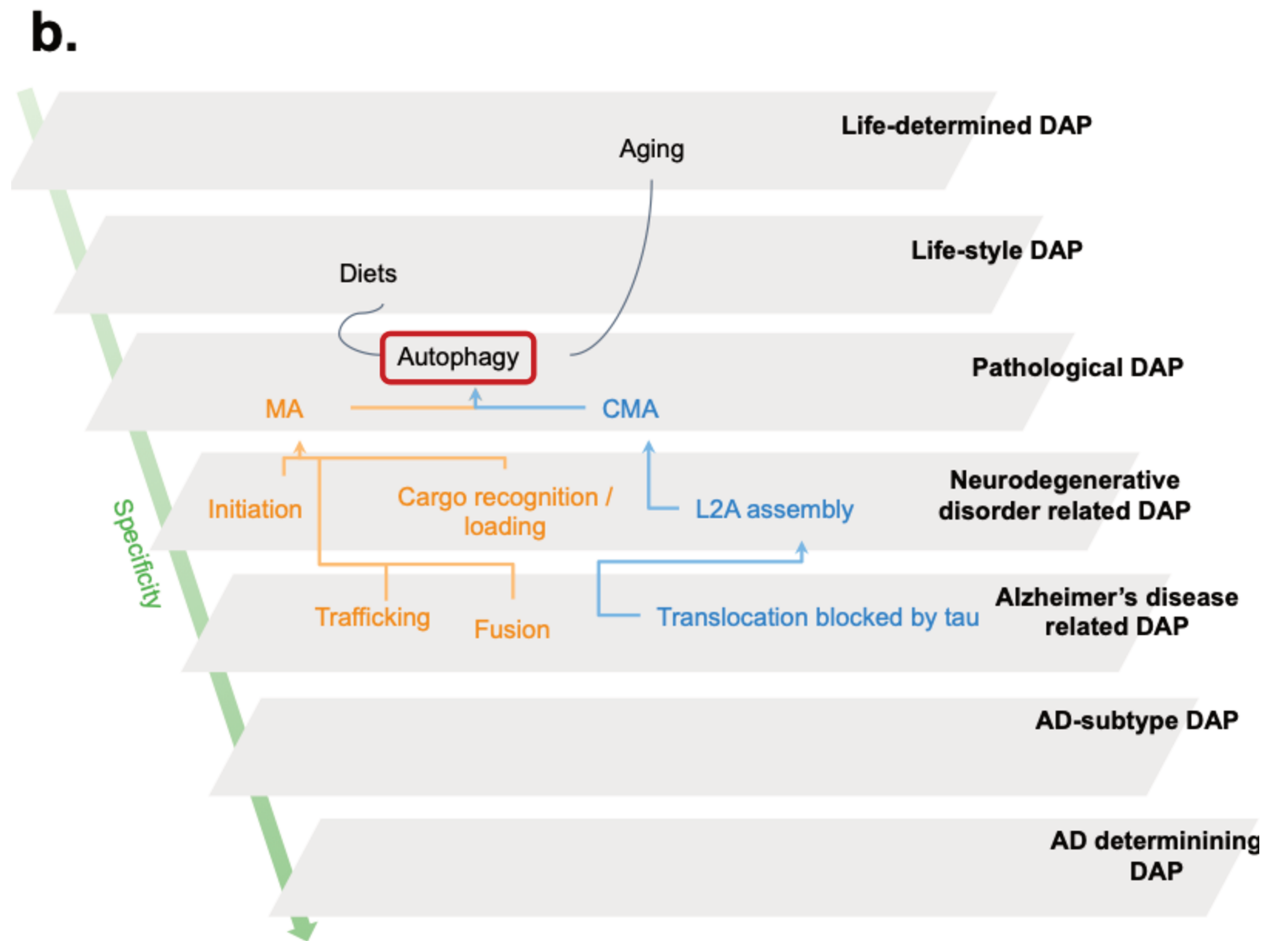 b.
Life-determined DAP
Aging
Life-style DAP
Diets
Autophagy
Pathological DAP
MA
CMA
Neurodegenerative
disorder related DAP
Initiation
Cargo recognition /
loading
L2A assembly
Specificity
Alzheimer’s disease
related DAP
Trafficking
Fusion
Translocation blocked by tau
AD-subtype DAP
AD determinining
DAP